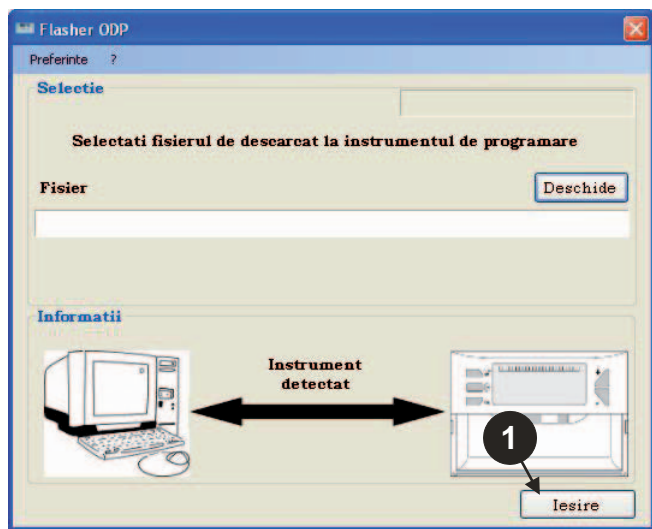 Flasher ODP
Preferinte ?
Selectie
Selectati fisierul de descarcat la instrumentul de programare
Fisier
Deschide
Informatii
Instrument
detectat
1
Iesire